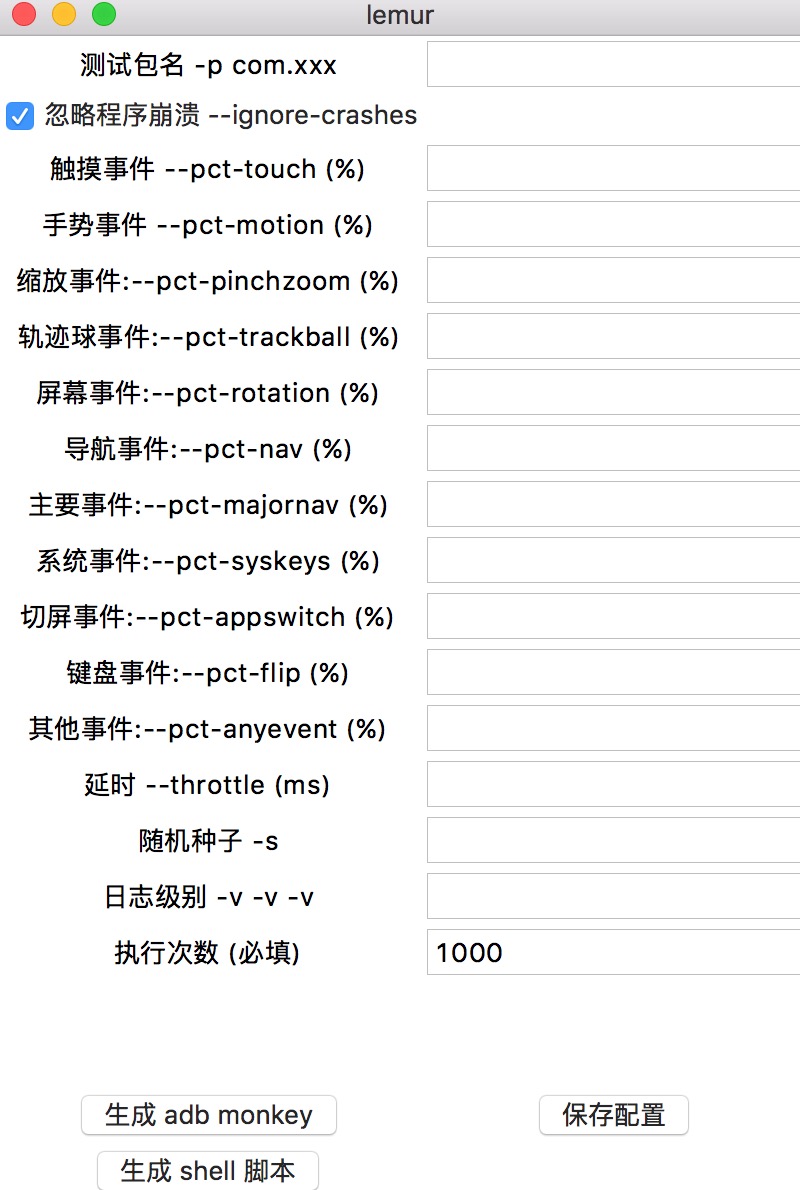 lemur
测试包名 -p com.xxx
忽略程序崩溃 --ignore-crashes
触摸事件 --pct-touch (%)
手势事件 --pct-motion (%)
缩放事件:--pct-pinchzoom (%)
轨迹球事件:--pct-trackball (%)
屏幕事件:--pct-rotation (%)
导航事件:--pct-nav (%)
主要事件:--pct-majornav (%)
系统事件:--pct-syskeys (%)
切屏事件:--pct-appswitch (%)
键盘事件:--pct-flip (%)
其他事件:--pct-anyevent (%)
延时 --throttle (ms)
随机种子 -s
日志级别 -v -v -v
执行次数 (必填) 1000
生成 adb monkey 保存配置
生成 shell 脚本